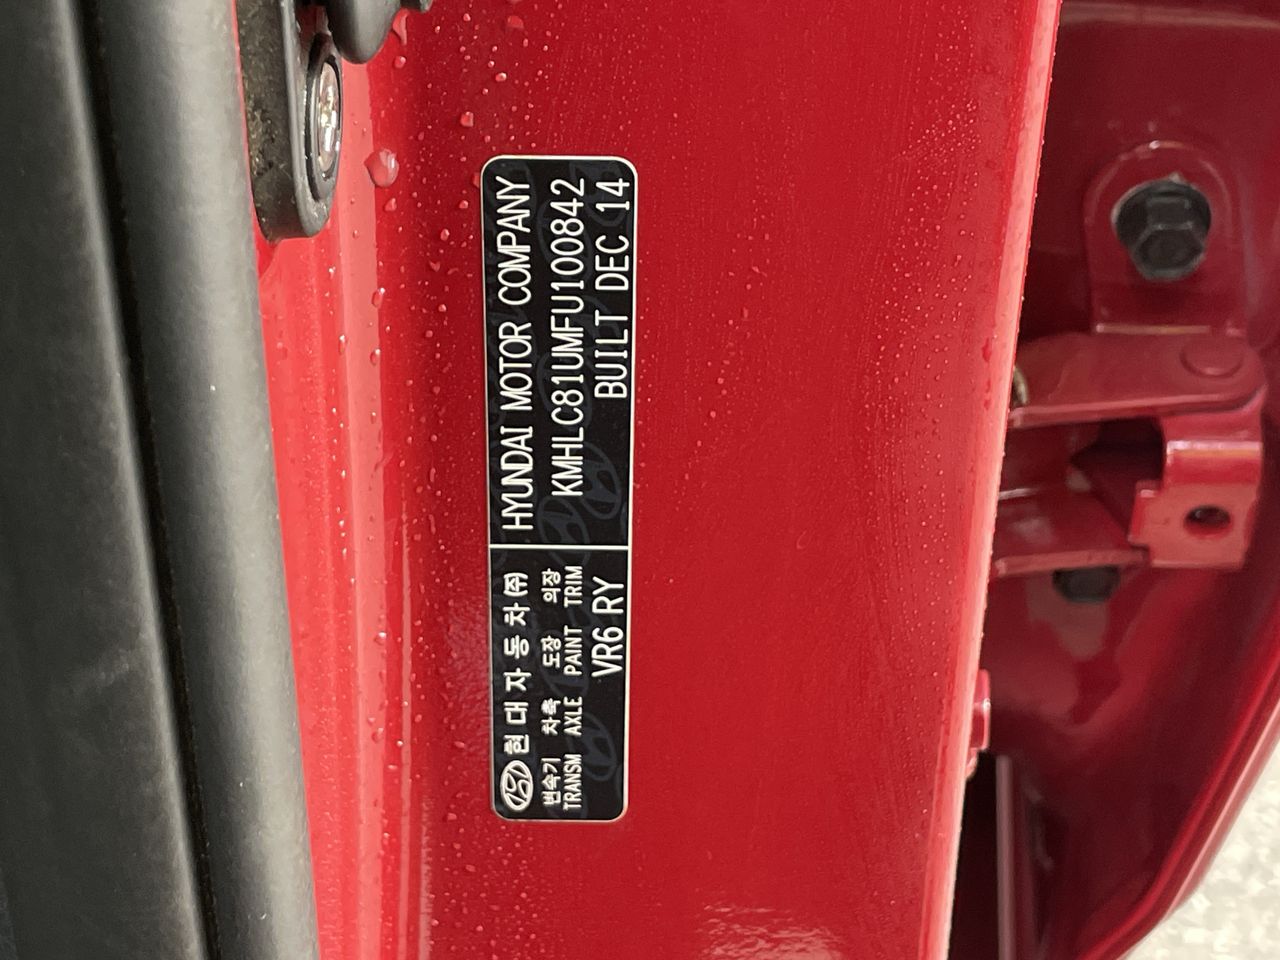 현대자동차(주)
변속기 차축 도장 의장
TRANSM AXLE PAINT TRIM
VR6 RY
HYUNDAI MOTOR COMPANY
KMHLC81UMFU100842
BUILT DEC 14